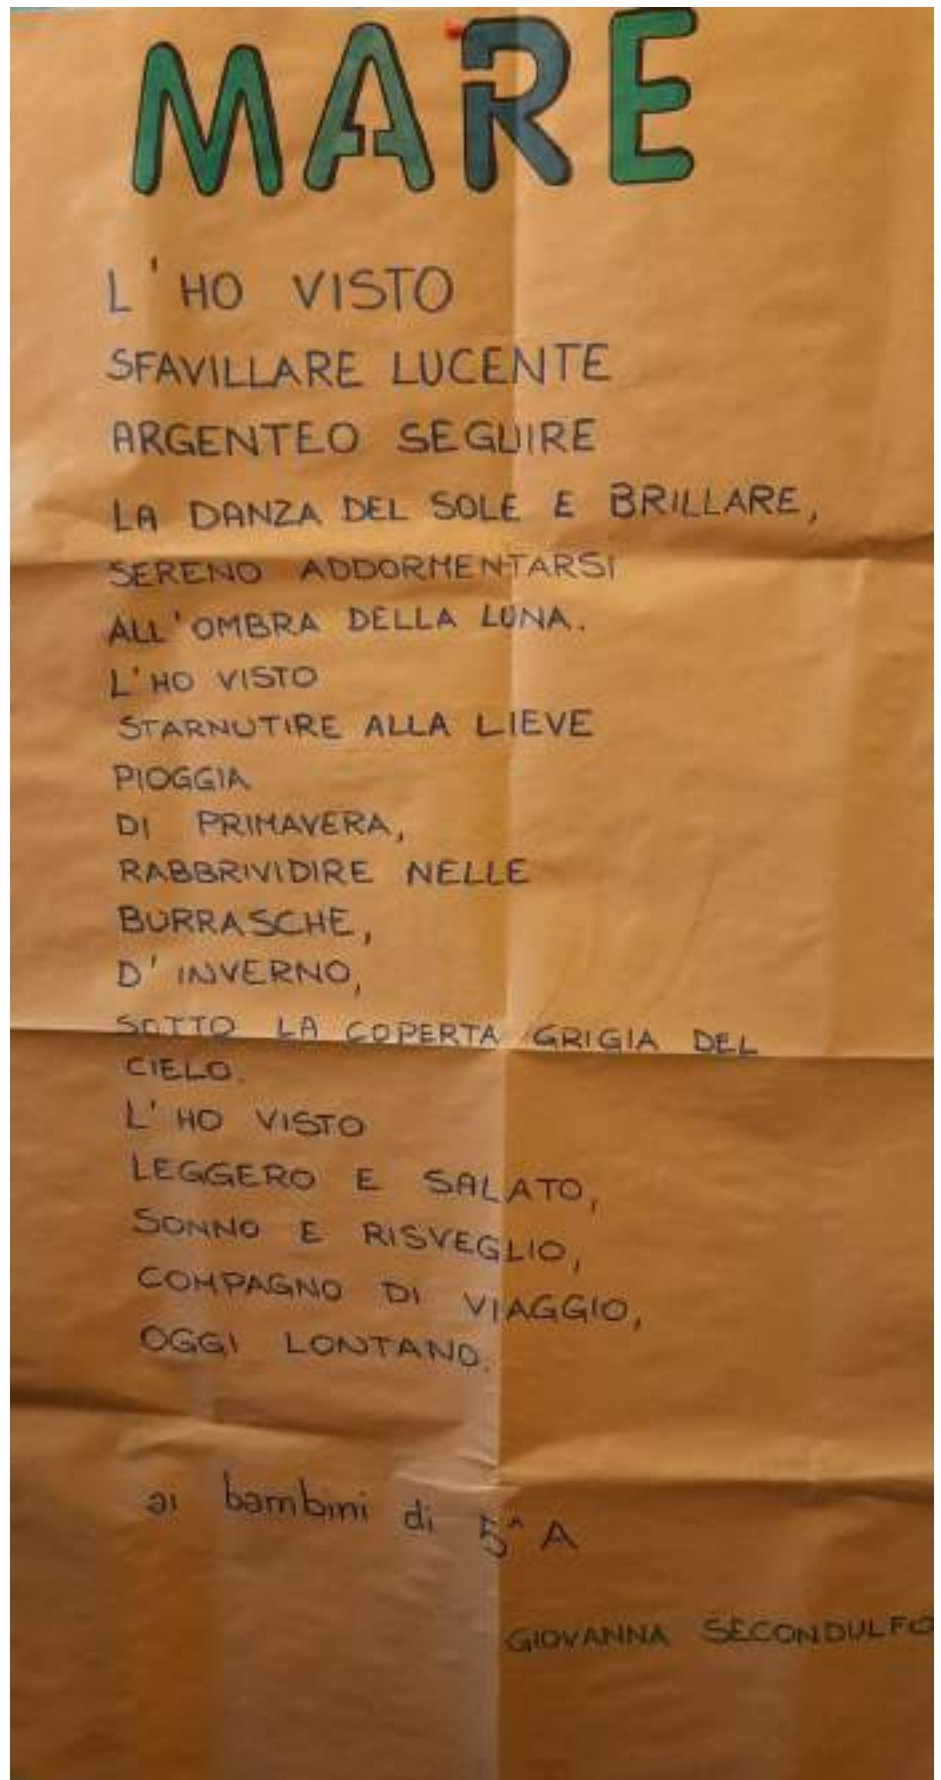 MARE
L'HO VISTO
SFAVILLARE LUCENTE
ARGENTEO SEGUIRE
LA DANZA DEL SOLE E BRILLARE,
SERENO ADDORMENTARSI
ALL'OMBRA DELLA LUNA.
L'HO VISTO
STARNUTIRE ALLA LIEVE
PIOGGIA
DI PRIMAVERA,
RABBRIVIDIRE NELLE
BURRASCHE,
D'INVERNO,
SOTTO LA COPERTA GRIGIA DEL
CIELO.
L'HO VISTO
LEGGERO E SALATO,
SONNO E RISVEGLIO,
COMPAGNO DI VIAGGIO,
OGGI LONTANO.
ai bambini di 5^ A
GIOVANNA SECONDULFO